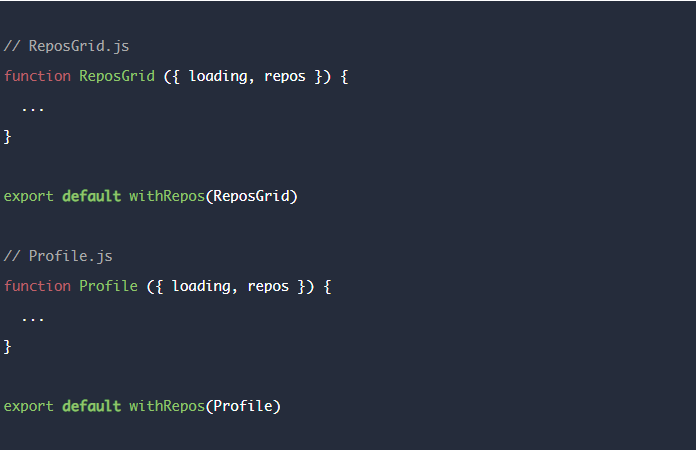 // ReposGrid.js
function ReposGrid ({ loading, repos }) {
  ...
}
export default withRepos(ReposGrid)
// Profile.js
function Profile ({ loading, repos }) {
  ...
}
export default withRepos(Profile)